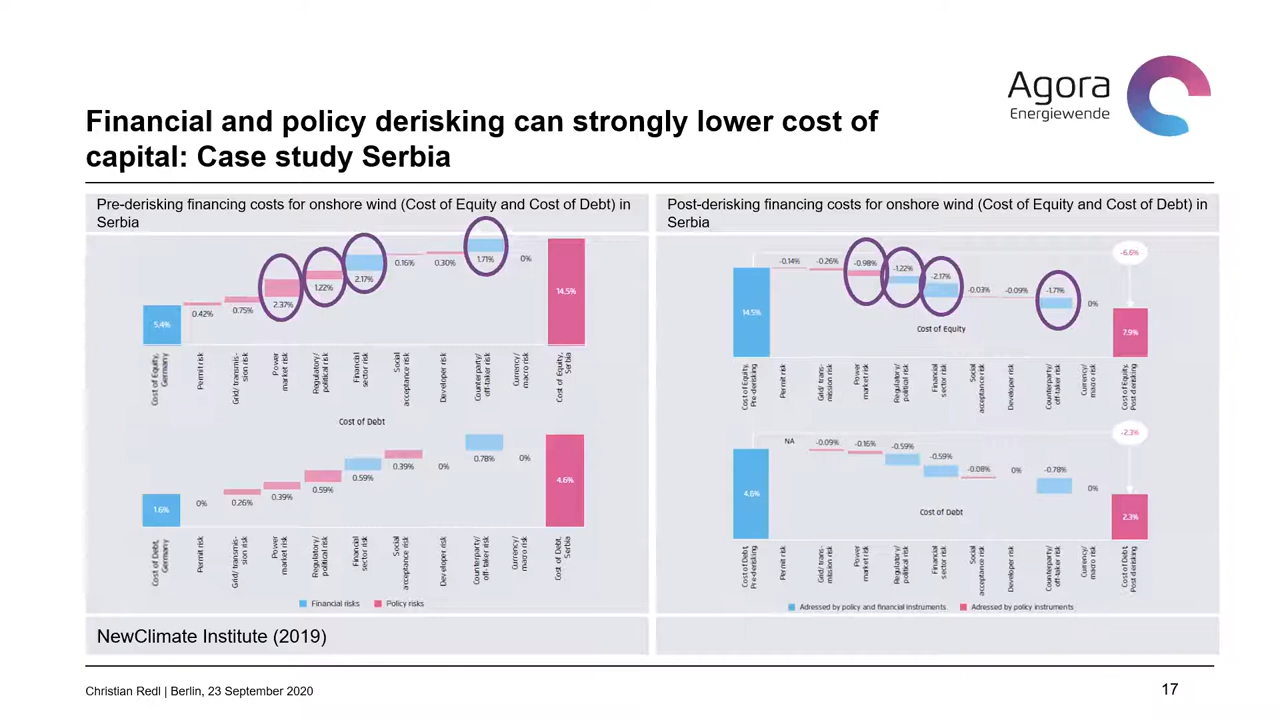 Agora
Energiewende
Financial and policy derisking can strongly lower cost of
capital: Case study Serbia
Pre-derisking financing costs for onshore wind (Cost of Equity and Cost of Debt) in
Serbia
5.4%
0.42%
0.75%
2.37%
1.22%
2.17%
0.16%
0.30%
1.71%
0%
14.5%
Cost of Equity,
Germany
Permit risk
Grid/ transmis-
sion risk
Power
market risk
Regulatory/
political risk
Financial
sector risk
Social
acceptance risk
Developer risk
Counterparty/
off-taker risk
Currency/
macro risk
Cost of Equity,
Serbia
Cost of Debt
1.6%
0%
0.26%
0.39%
0.59%
0.59%
0.39%
0%
0.78%
0%
4.6%
Cost of Debt,
Germany
Permit risk
Grid/ transmis-
sion risk
Power
market risk
Regulatory/
political risk
Financial
sector risk
Social
acceptance risk
Developer risk
Counterparty/
off-taker risk
Currency/
macro risk
Cost of Debt,
Serbia
Financial risks
Policy risks
NewClimate Institute (2019)
Post-derisking financing costs for onshore wind (Cost of Equity and Cost of Debt) in
Serbia
14.5%
-0.14%
-0.26%
-0.98%
-1.22%
-2.17%
-0.03%
-0.09%
-1.71%
0%
-6.6%
7.9%
Cost of Equity
Cost of Equity,
Pre-derisking
Permit risk
Grid/ trans-
mission risk
Power
market risk
Regulatory/
political risk
Financial
sector risk
Social
acceptance risk
Developer risk
Counterparty/
off-taker risk
Currency/
macro risk
Cost of Equity,
Post-derisking
4.6%
NA
-0.09%
-0.16%
-0.59%
-0.59%
-0.08%
0%
-0.78%
0%
-2.3%
2.3%
Cost of Debt
Cost of Debt,
Pre-derisking
Permit risk
Grid/ trans-
mission risk
Power
market risk
Regulatory/
political risk
Financial
sector risk
Social
acceptance risk
Developer risk
Counterparty/
off-taker risk
Currency/
macro risk
Cost of Debt,
Post-derisking
Adressed by policy and financial instruments
Adressed by policy instruments
Christian Redl | Berlin, 23 September 2020
17